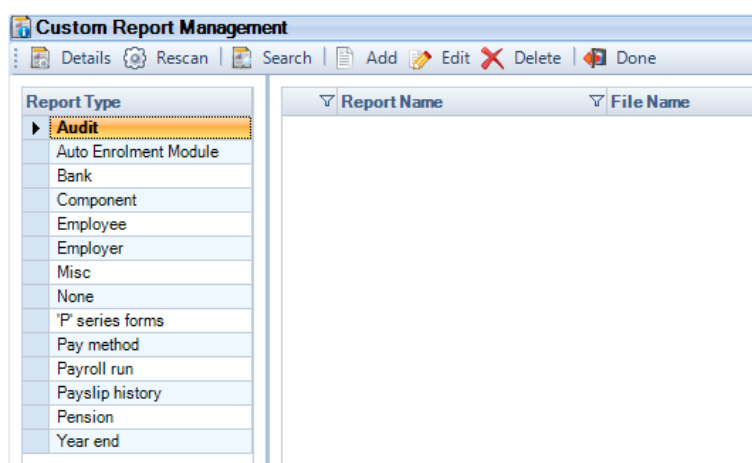 Custom Report Management
Details Rescan Search Add Edit Delete Done
Report Type Report Name File Name
Audit
Auto Enrolment Module
Bank
Component
Employee
Employer
Misc
None
'P' series forms
Pay method
Payroll run
Payslip history
Pension
Year end